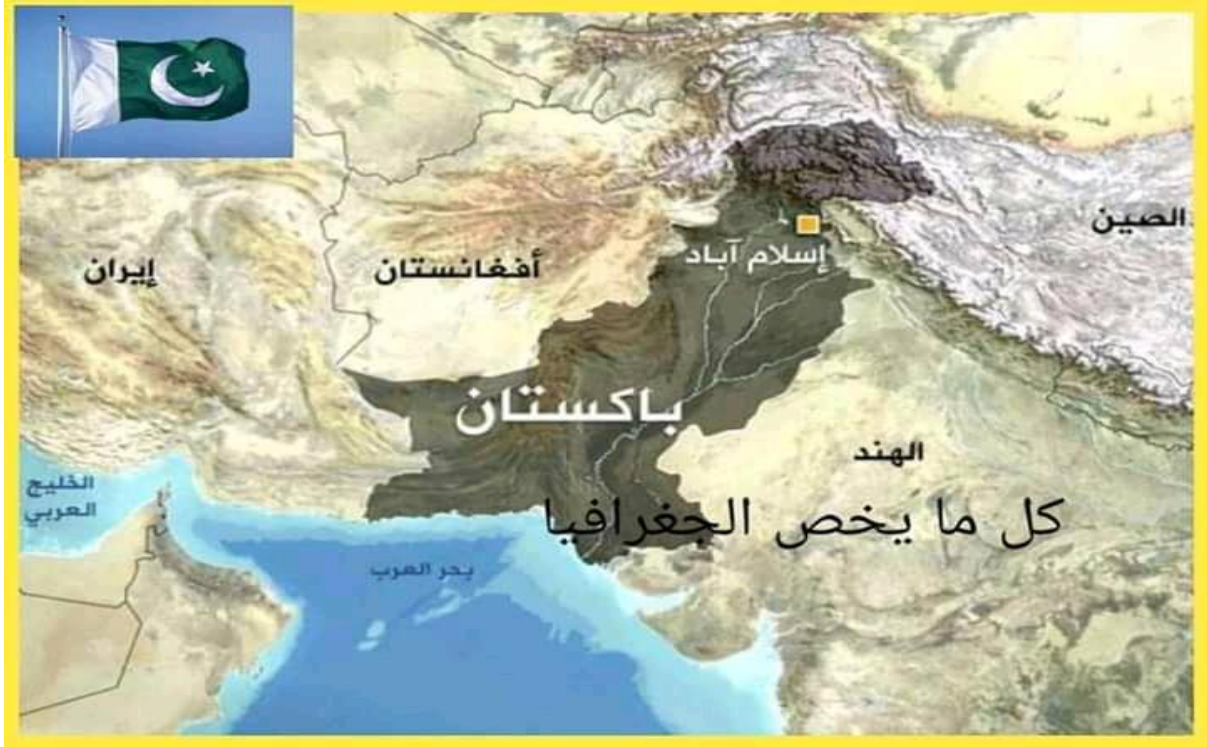 الصين
إسلام آباد
أفغانستان
إيران
باكستان
الهند
الخليج
العربي
كل ما يخص الجغرافيا
بحر العرب